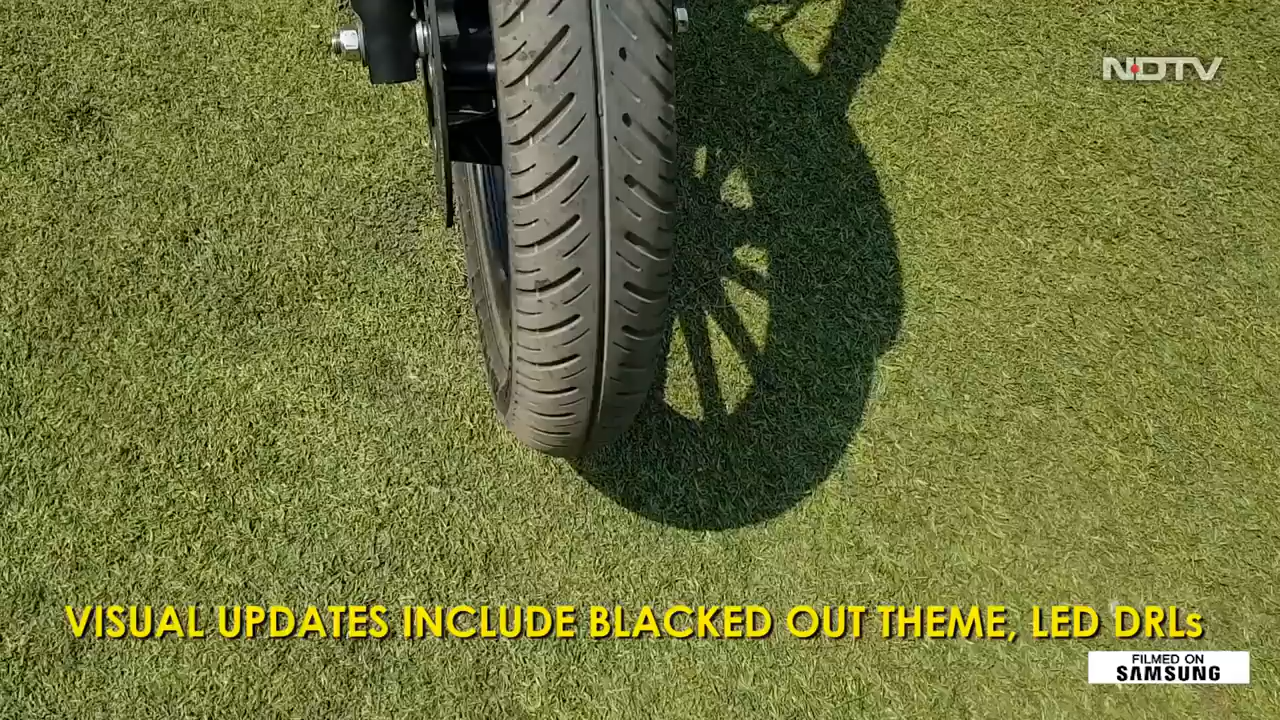 NDTV
VISUAL UPDATES INCLUDE BLACKED OUT THEME, LED DRLs
FILMED ON
SAMSUNG